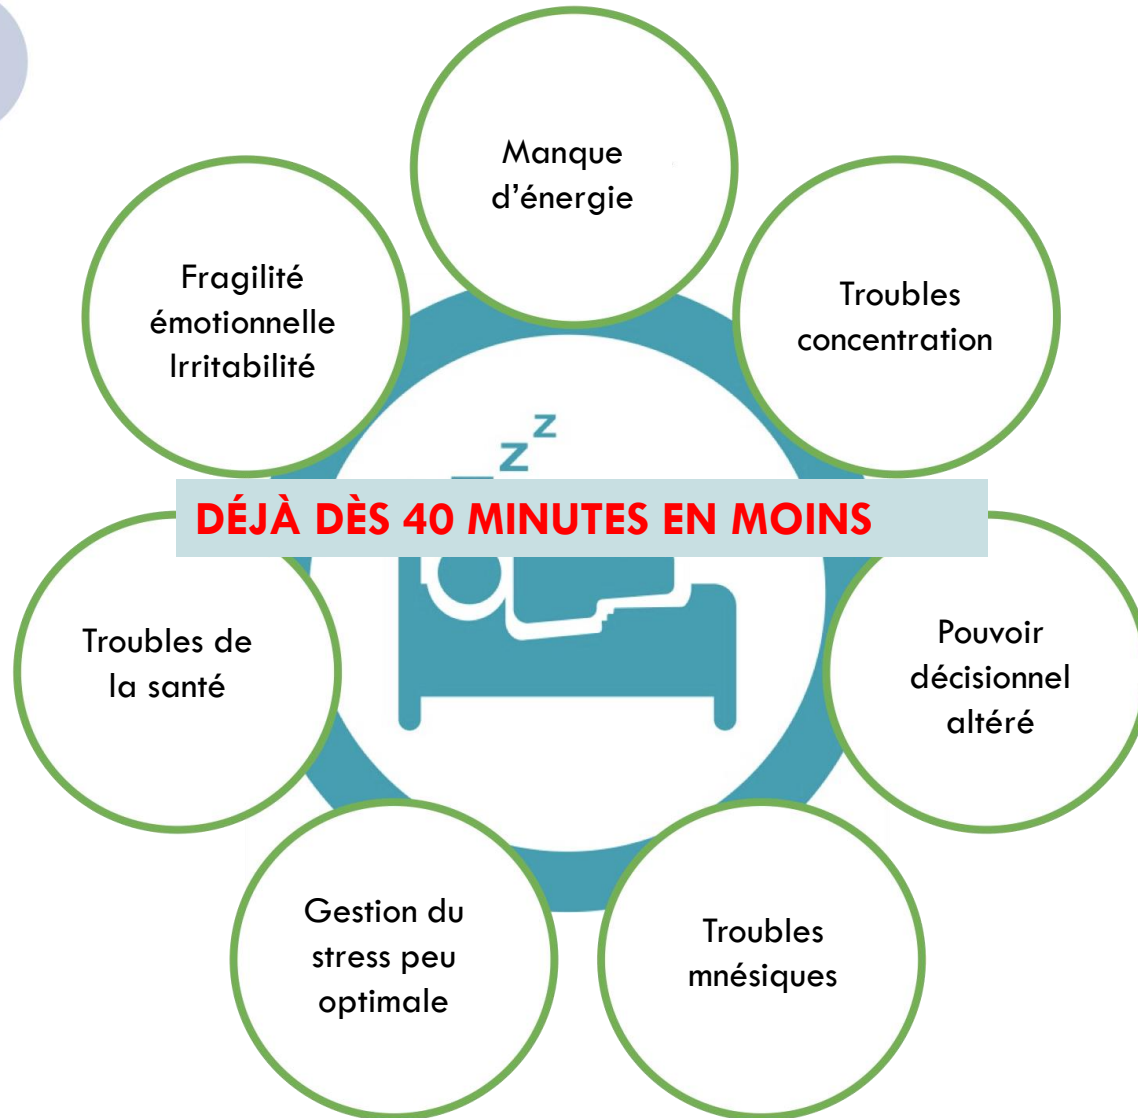 Manque
d'énergie
Troubles
concentration
Pouvoir
décisionnel
altéré
Troubles
mnésiques
Gestion du
stress peu
optimale
Troubles de
la santé
Fragilité
émotionnelle
Irritabilité
z
z
DÉJÀ DÈS 40 MINUTES EN MOINS